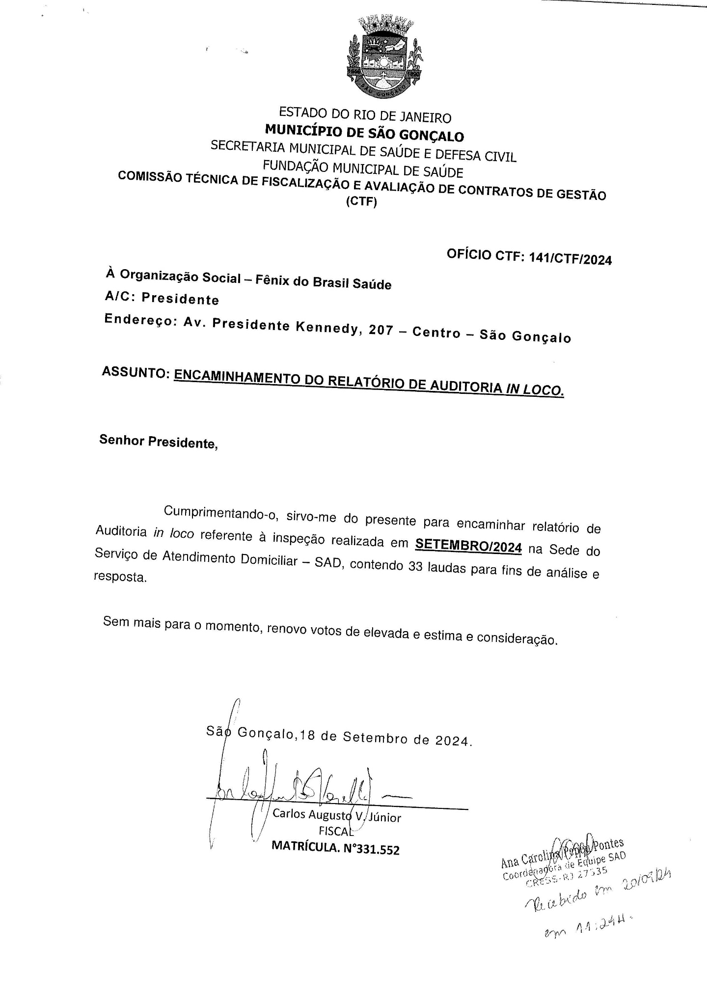 SÃO GONÇALO
ESTADO DO RIO DE JANEIRO
MUNICÍPIO DE SÃO GONÇALO
SECRETARIA MUNICIPAL DE SAÚDE E DEFESA CIVIL
FUNDAÇÃO MUNICIPAL DE SAÚDE
COMISSÃO TÉCNICA DE FISCALIZAÇÃO E AVALIAÇÃO DE CONTRATOS DE GESTÃO
(CTF)
OFÍCIO CTF: 141/CTF/2024
À Organização Social – Fênix do Brasil Saúde
A/C: Presidente
Endereço: Av. Presidente Kennedy, 207 – Centro – São Gonçalo
ASSUNTO: ENCAMINHAMENTO DO RELATÓRIO DE AUDITORIA IN LOCO.
Senhor Presidente,
Cumprimentando-o, sirvo-me do presente para encaminhar relatório de
Auditoria in loco referente à inspeção realizada em SETEMBRO/2024 na Sede do
Serviço de Atendimento Domiciliar – SAD, contendo 33 laudas para fins de análise e
resposta.
Sem mais para o momento, renovo votos de elevada e estima e consideração.
São Gonçalo,18 de Setembro de 2024.
Carlos Augusto V. Júnior
FISCAL
MATRÍCULA. N°331.552
Ana Carolina Pontes
Coordenadora de Equipe SAD
CRESS-RJ
Recebido em 20/09/24
em 11:24H.